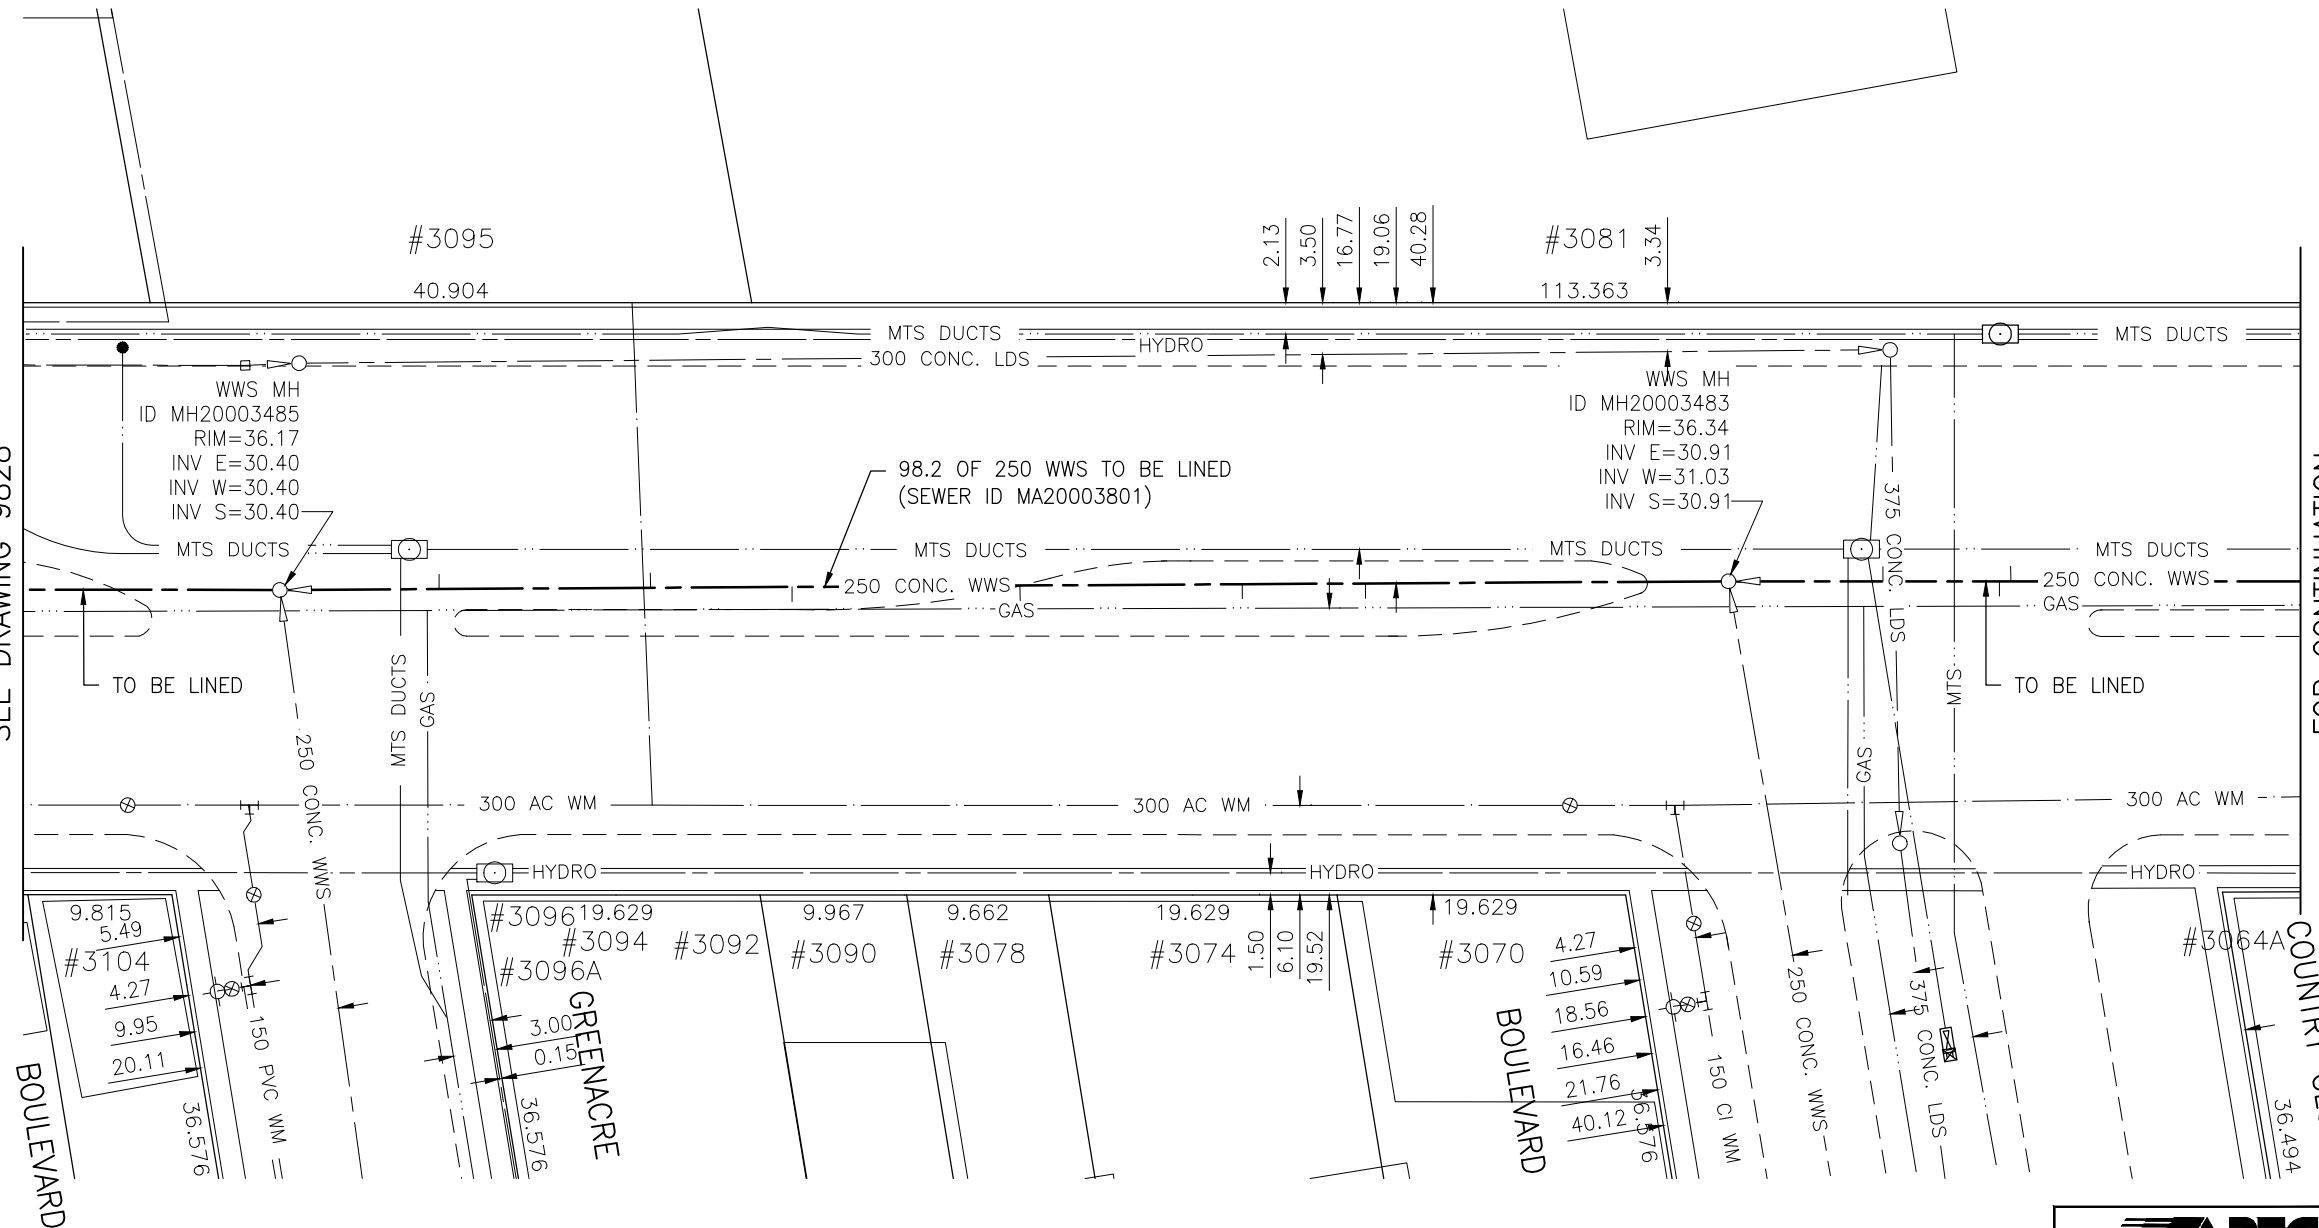 #3095
40.904
2.13
3.50
16.77
19.06
40.28
#3081
3.34
113.363
MTS DUCTS
HYDRO
300 CONC. LDS
MTS DUCTS
WWS MH
ID MH20003485
RIM=36.17
INV E=30.40
INV W=30.40
INV S=30.40
WWS MH
ID MH20003483
RIM=36.34
INV E=30.91
INV W=31.03
INV S=30.91
98.2 OF 250 WWS TO BE LINED
(SEWER ID MA20003801)
SEE DRAWING 9828
FOR CONTINUATION
MTS DUCTS
MTS DUCTS
MTS DUCTS
MTS DUCTS
250 CONC. WWS
250 CONC. WWS
GAS
GAS
375 CONC. LDS
TO BE LINED
TO BE LINED
MTS DUCTS
GAS
MTS
GAS
250 CONC. WWS
300 AC WM
300 AC WM
300 AC WM
HYDRO
HYDRO
HYDRO
9.815
5.49
#3104
4.27
9.95
20.11
36.576
150 PVC WM
BOULEVARD
#3096
19.629
#3094
#3096A
#3092
9.967
#3090
9.662
#3078
19.629
#3074
1.50
6.10
19.52
19.629
#3070
3.00
0.15
36.576
GREENACRE
BOULEVARD
4.27
10.59
18.56
16.46
21.76
40.12
36.576
150 CI WM
250 CONC. WWS
375 CONC. LDS
#3064A
COUNTRY
36.494